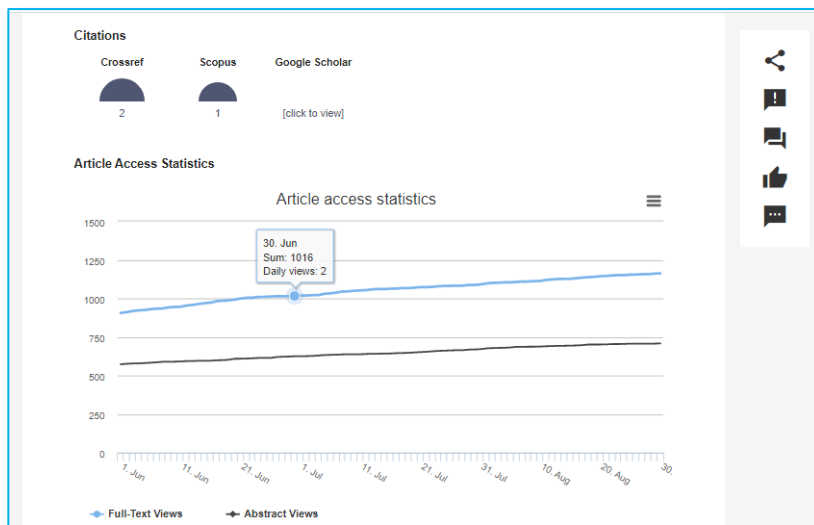 Citations
Crossref Scopus Google Scholar
2 1 [click to view]
Article Access Statistics
Article access statistics
1500
1250
1000
750
500
250
0
30. Jun
Sum: 1016
Daily views: 2
1. Jun 11. Jun 21. Jun 1. Jul 11. Jul 21. Jul 31. Jul 10. Aug 20. Aug 30.
Full-Text Views Abstract Views